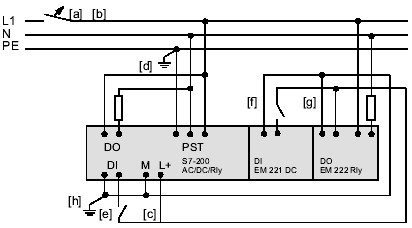 L1 [a] [b]
N
PE
[d] [f] [g]
DO PST S7-200 DI DO
DI M L+ AC/DC/Rly EM 221 DC EM 222 Rly
[h] [e] [c]